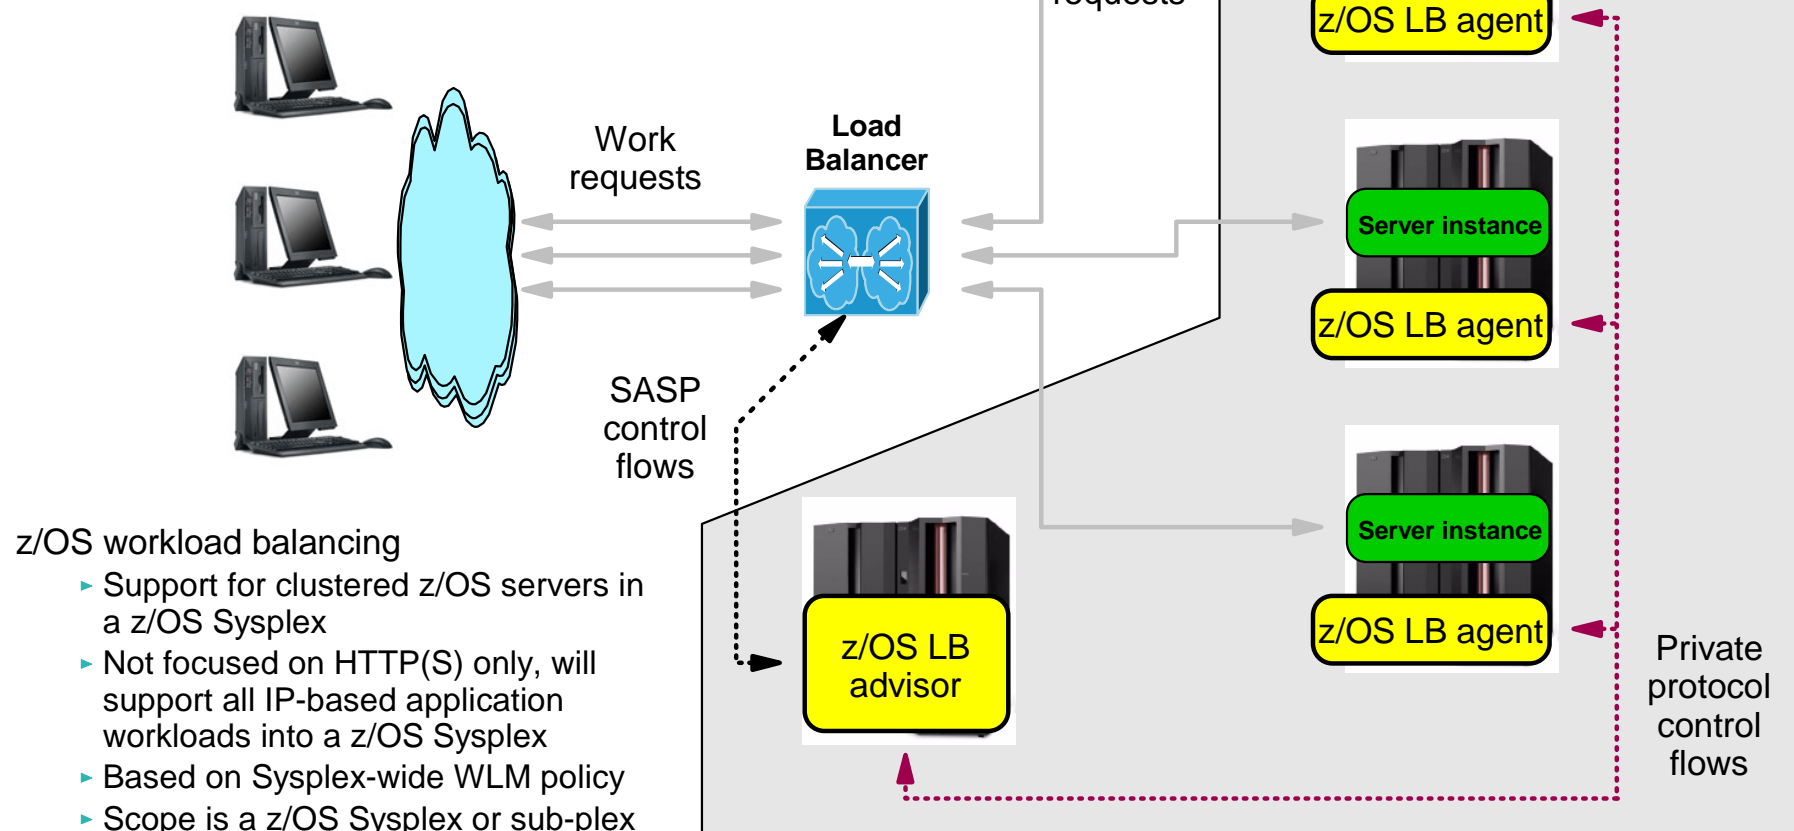 requests
z/OS LB agent
Work
requests
Load
Balancer
Server instance
z/OS LB agent
SASP
control
flows
Server instance
z/OS LB agent
z/OS LB
advisor
Private
protocol
control
flows
z/OS workload balancing
► Support for clustered z/OS servers in
a z/OS Sysplex
► Not focused on HTTP(S) only, will
support all IP-based application
workloads into a z/OS Sysplex
► Based on Sysplex-wide WLM policy
► Scope is a z/OS Sysplex or sub-plex